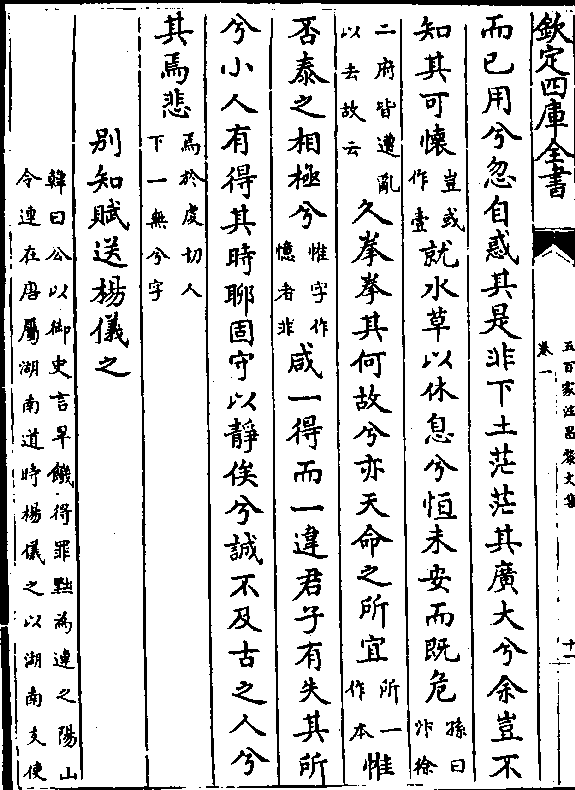 欽定四庫全書
五百家注昌黎文集
卷一
十一
而已用兮忽自惑其是非下土茫茫其廣大兮余豈不
知其可懷豈或作壹就水草以休息兮恒未安而既危孫曰汴徐
二府皆遭亂以去故云久拳拳其何故兮亦天命之所宜所一作本惟
否泰之相極兮惟字作憶者非咸一得而一違君子有失其所
兮小人有得其時聊固守以靜俟兮誠不及古之人兮
其焉悲焉於虔切人下一無兮字
別知賦送楊儀之
韓曰公以御史言旱饑得罪黜為連之陽山
令連在唐屬湖南道時楊儀之以湖南支使